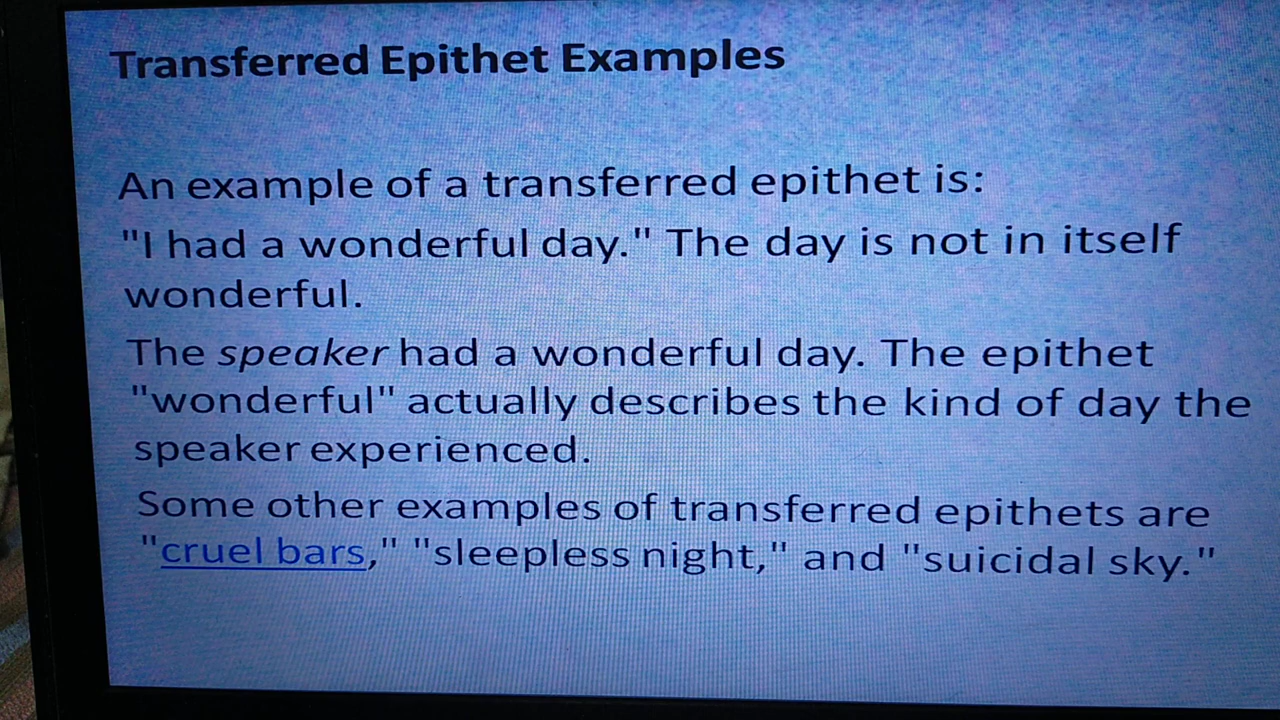 Transferred Epithet Examples
An example of a transferred epithet is:
"I had a wonderful day." The day is not in itself
wonderful.
The speaker had a wonderful day. The epithet
"wonderful" actually describes the kind of day the
speaker experienced.
Some other examples of transferred epithets are
"cruel bars," "sleepless night," and "suicidal sky."